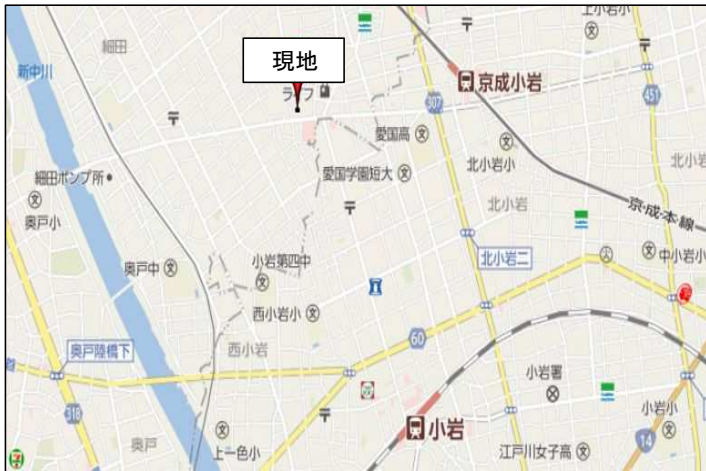 上小岩小
細田
現地
新中川
ライフ
京成小岩
307
451
愛国高
北小岩小
愛国学園短大
細田ポンプ所
北小岩
北小岩
奥戸小
京成本線
奥戸中
小岩第四中
北小岩二
中小岩小
西小岩小
西小岩
60
奥戸陸橋下
小岩署
318
小岩
小岩小
奥戸
上一色小
江戸川女子高
14